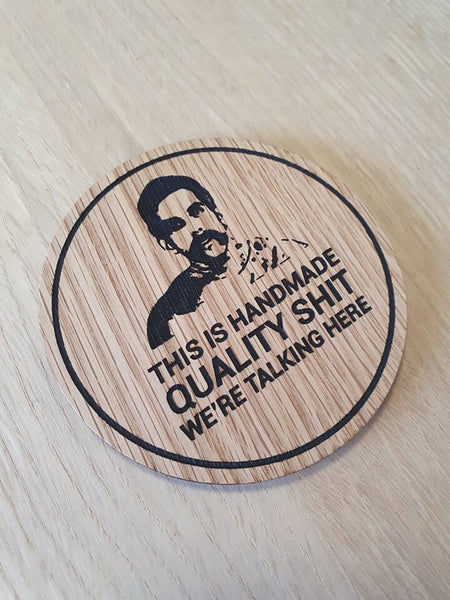 THIS IS HANDMADE
QUALITY SHIT
WE'RE TALKING HERE